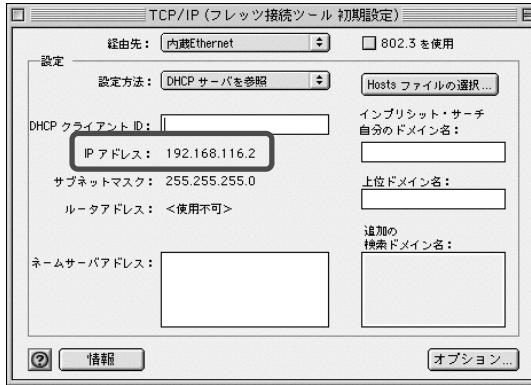 TCP/IP (フレッツ接続ツール 初期設定)
経由先： 内蔵Ethernet
802.3 を使用
設定
設定方法： DHCP サーバを参照
Hosts ファイルの選択...
DHCP クライアント ID：
IP アドレス： 192.168.116.2
サブネットマスク： 255.255.255.0
ルータアドレス： <使用不可>
ネームサーバアドレス：
インプリシット・サーチ
自分のドメイン名：
上位ドメイン名：
追加の
検索ドメイン名：
?
情報
オプション...